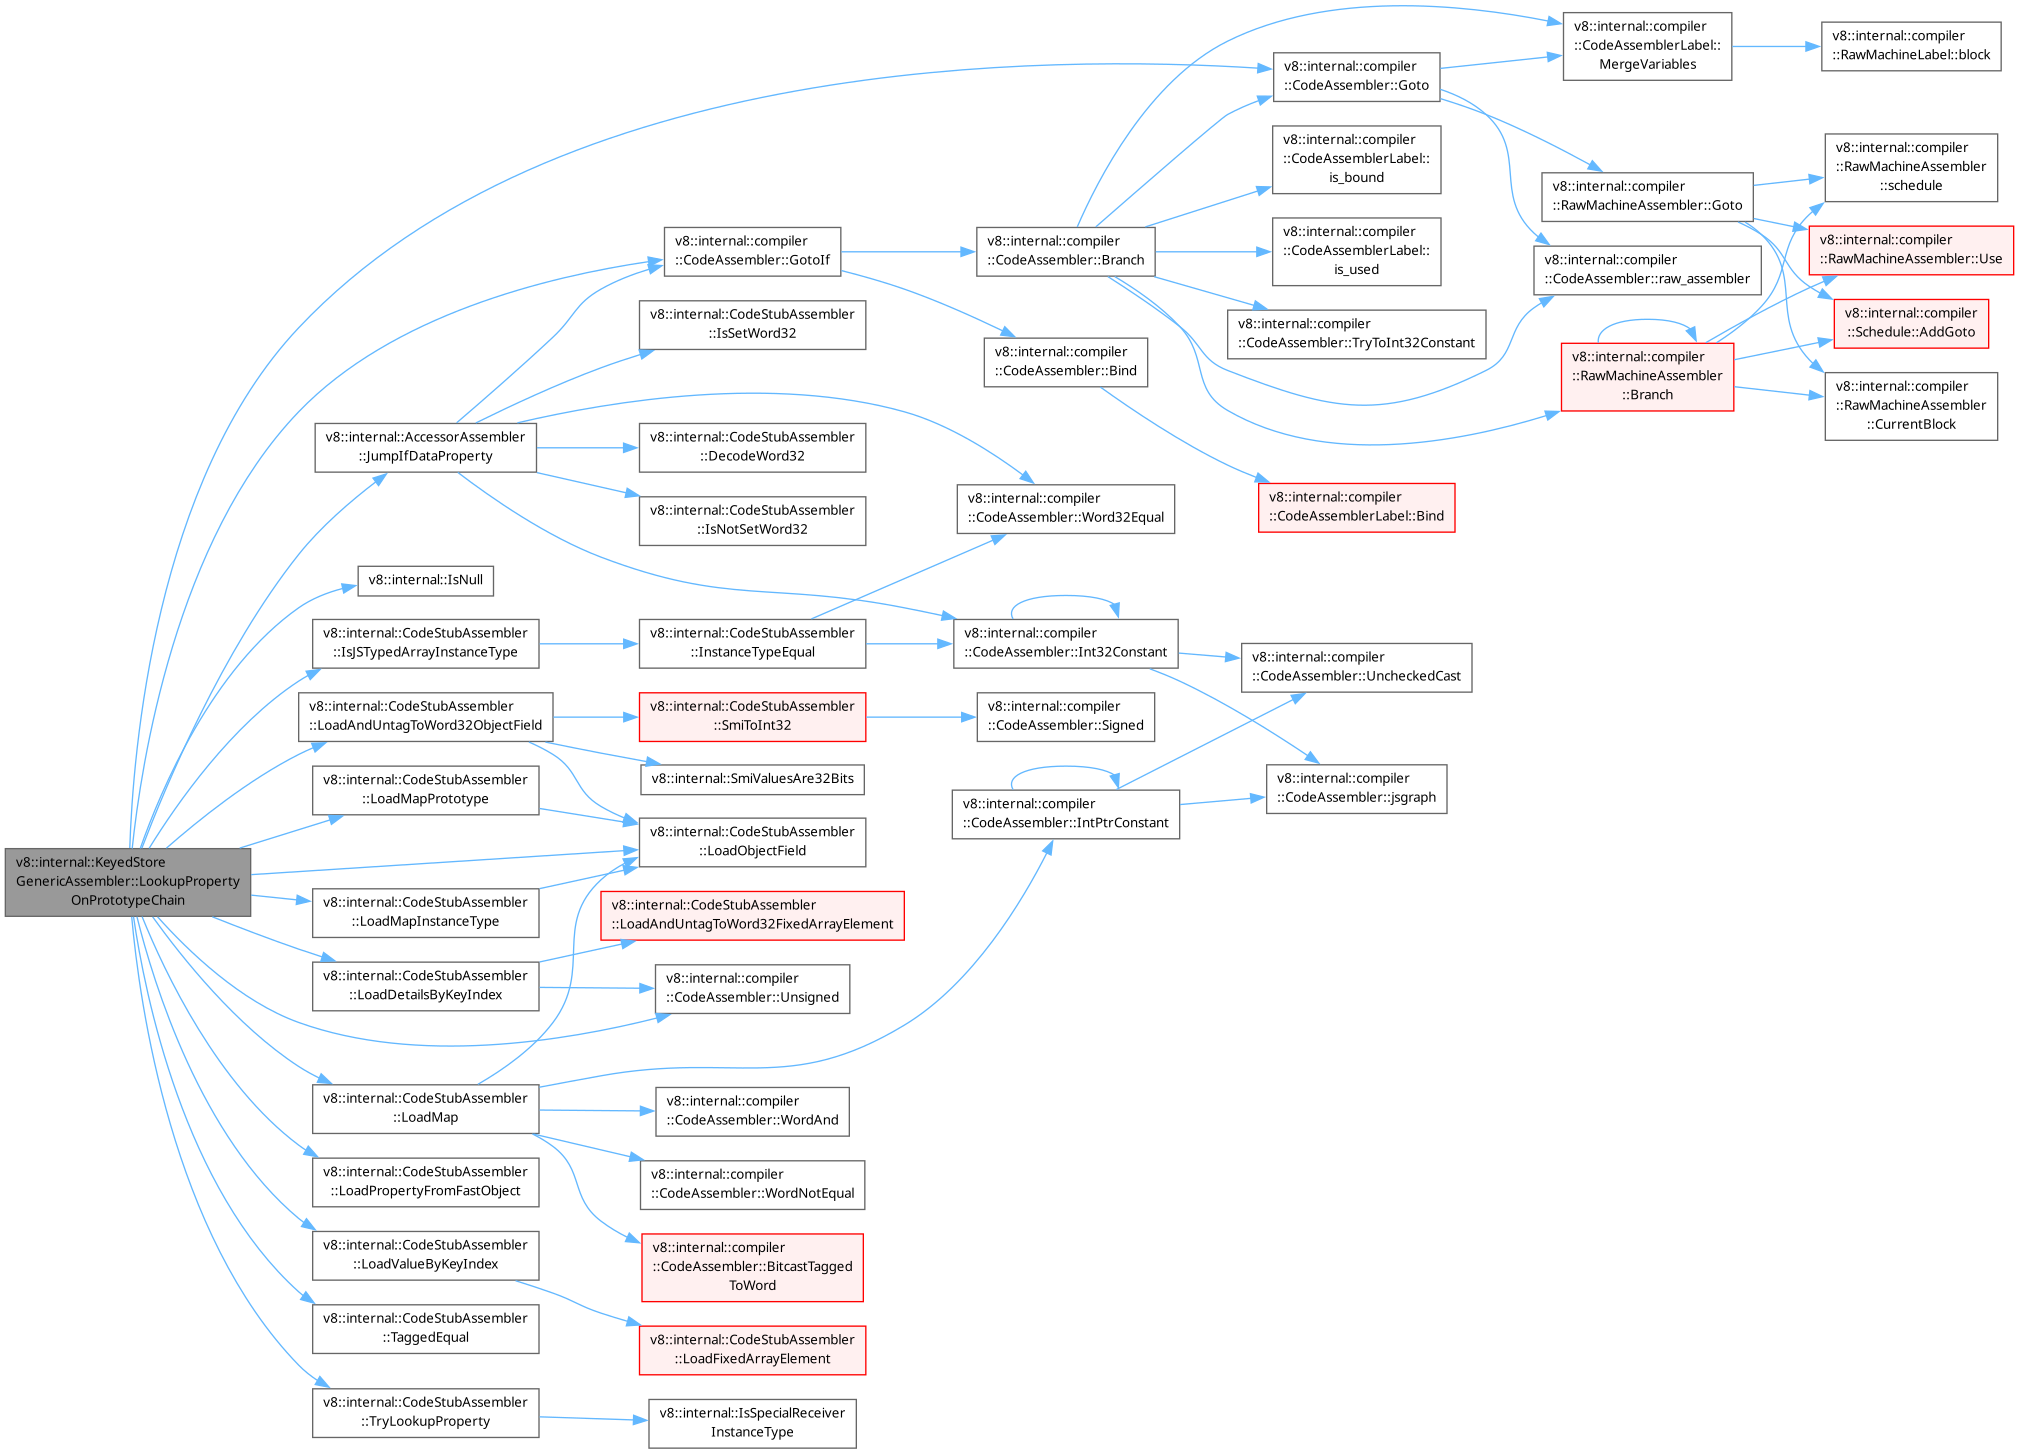 v8::internal::KeyedStore
GenericAssembler::LookupProperty
OnPrototypeChain
v8::internal::compiler
::CodeAssembler::GotoIf
v8::internal::AccessorAssembler
::JumpIfDataProperty
v8::internal::IsNull
v8::internal::CodeStubAssembler
::IsJSTypedArrayInstanceType
v8::internal::CodeStubAssembler
::LoadAndUntagToWord32ObjectField
v8::internal::CodeStubAssembler
::LoadMapPrototype
v8::internal::CodeStubAssembler
::LoadMapInstanceType
v8::internal::CodeStubAssembler
::LoadDetailsByKeyIndex
v8::internal::CodeStubAssembler
::LoadMap
v8::internal::CodeStubAssembler
::LoadPropertyFromFastObject
v8::internal::CodeStubAssembler
::LoadValueByKeyIndex
v8::internal::CodeStubAssembler
::TaggedEqual
v8::internal::CodeStubAssembler
::TryLookupProperty
v8::internal::CodeStubAssembler
::IsSetWord32
v8::internal::CodeStubAssembler
::DecodeWord32
v8::internal::CodeStubAssembler
::IsNotSetWord32
v8::internal::CodeStubAssembler
::InstanceTypeEqual
v8::internal::CodeStubAssembler
::SmiToInt32
v8::internal::SmiValuesAre32Bits
v8::internal::CodeStubAssembler
::LoadObjectField
v8::internal::CodeStubAssembler
::LoadAndUntagToWord32FixedArrayElement
v8::internal::compiler
::CodeAssembler::Unsigned
v8::internal::compiler
::CodeAssembler::WordAnd
v8::internal::compiler
::CodeAssembler::WordNotEqual
v8::internal::compiler
::CodeAssembler::BitcastTagged
ToWord
v8::internal::CodeStubAssembler
::LoadFixedArrayElement
v8::internal::IsSpecialReceiver
InstanceType
v8::internal::compiler
::CodeAssembler::Branch
v8::internal::compiler
::CodeAssembler::Bind
v8::internal::compiler
::CodeAssembler::Word32Equal
v8::internal::compiler
::CodeAssembler::Int32Constant
v8::internal::compiler
::CodeAssembler::Signed
v8::internal::compiler
::CodeAssembler::IntPtrConstant
v8::internal::compiler
::CodeAssembler::Goto
v8::internal::compiler
::CodeAssemblerLabel::
is_bound
v8::internal::compiler
::CodeAssemblerLabel::
is_used
v8::internal::compiler
::CodeAssembler::TryToInt32Constant
v8::internal::compiler
::CodeAssemblerLabel::Bind
v8::internal::compiler
::CodeAssembler::UncheckedCast
v8::internal::compiler
::CodeAssembler::jsgraph
v8::internal::compiler
::CodeAssemblerLabel::
MergeVariables
v8::internal::compiler
::RawMachineAssembler::Goto
v8::internal::compiler
::CodeAssembler::raw_assembler
v8::internal::compiler
::RawMachineAssembler
::Branch
v8::internal::compiler
::RawMachineLabel::block
v8::internal::compiler
::RawMachineAssembler
::schedule
v8::internal::compiler
::RawMachineAssembler::Use
v8::internal::compiler
::Schedule::AddGoto
v8::internal::compiler
::RawMachineAssembler
::CurrentBlock